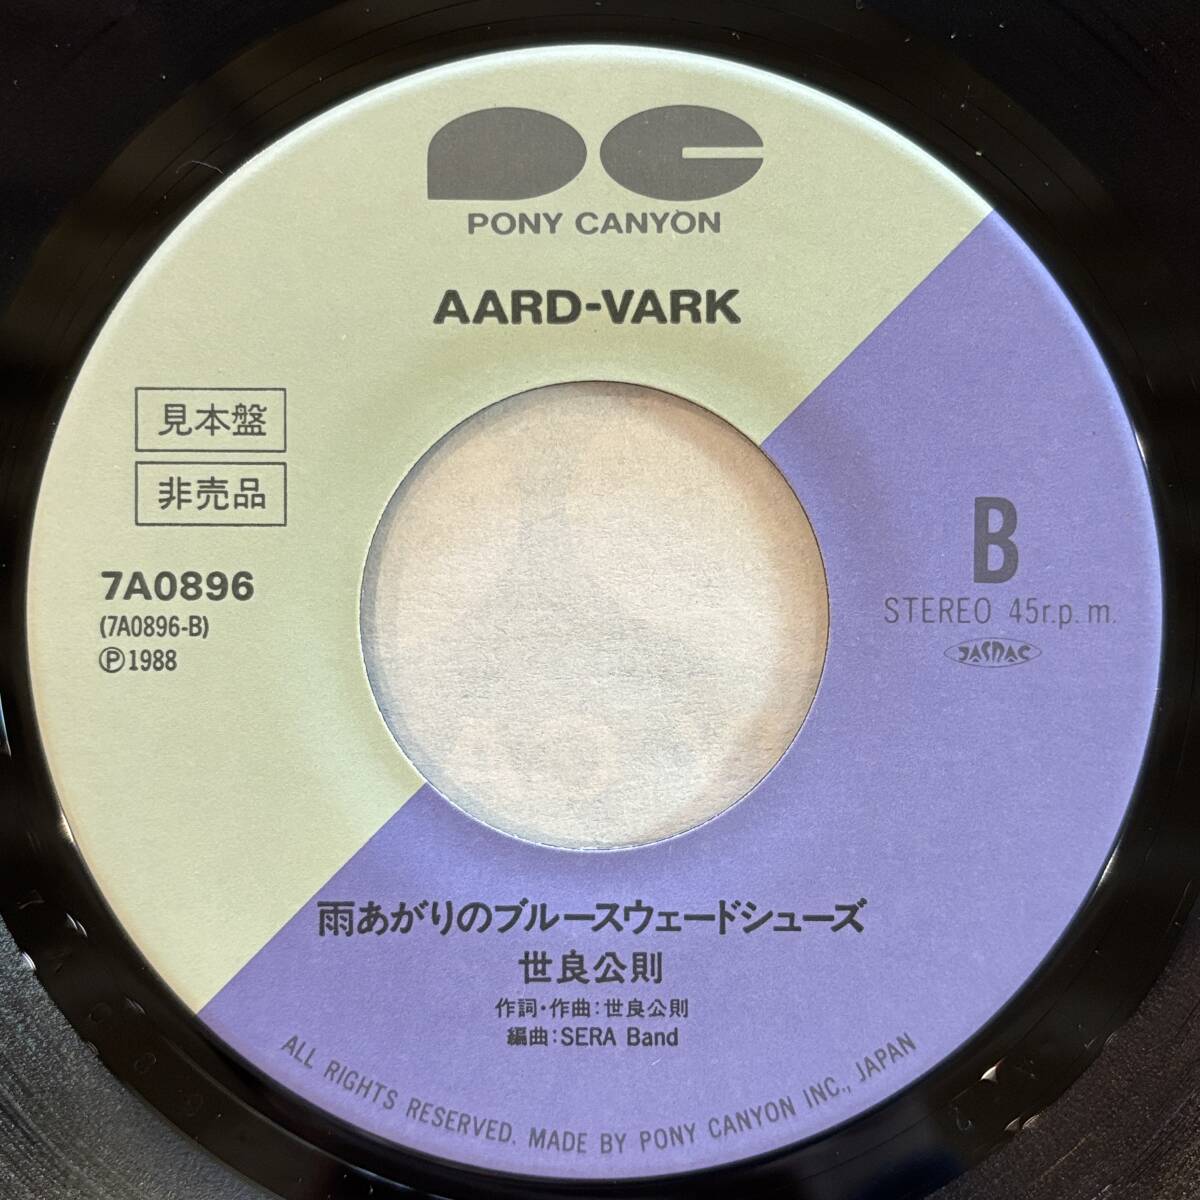 PONY CANYON
AARD-VARK
見本盤
非売品
7A0896
(7A0896-B)
Ⓟ1988
B
STEREO 45r.p.m.
JASRAC
雨あがりのブルースウェードシューズ
世良公則
作詞・作曲：世良公則
編曲：SERA Band
ALL RIGHTS RESERVED. MADE BY PONY CANYON INC., JAPAN